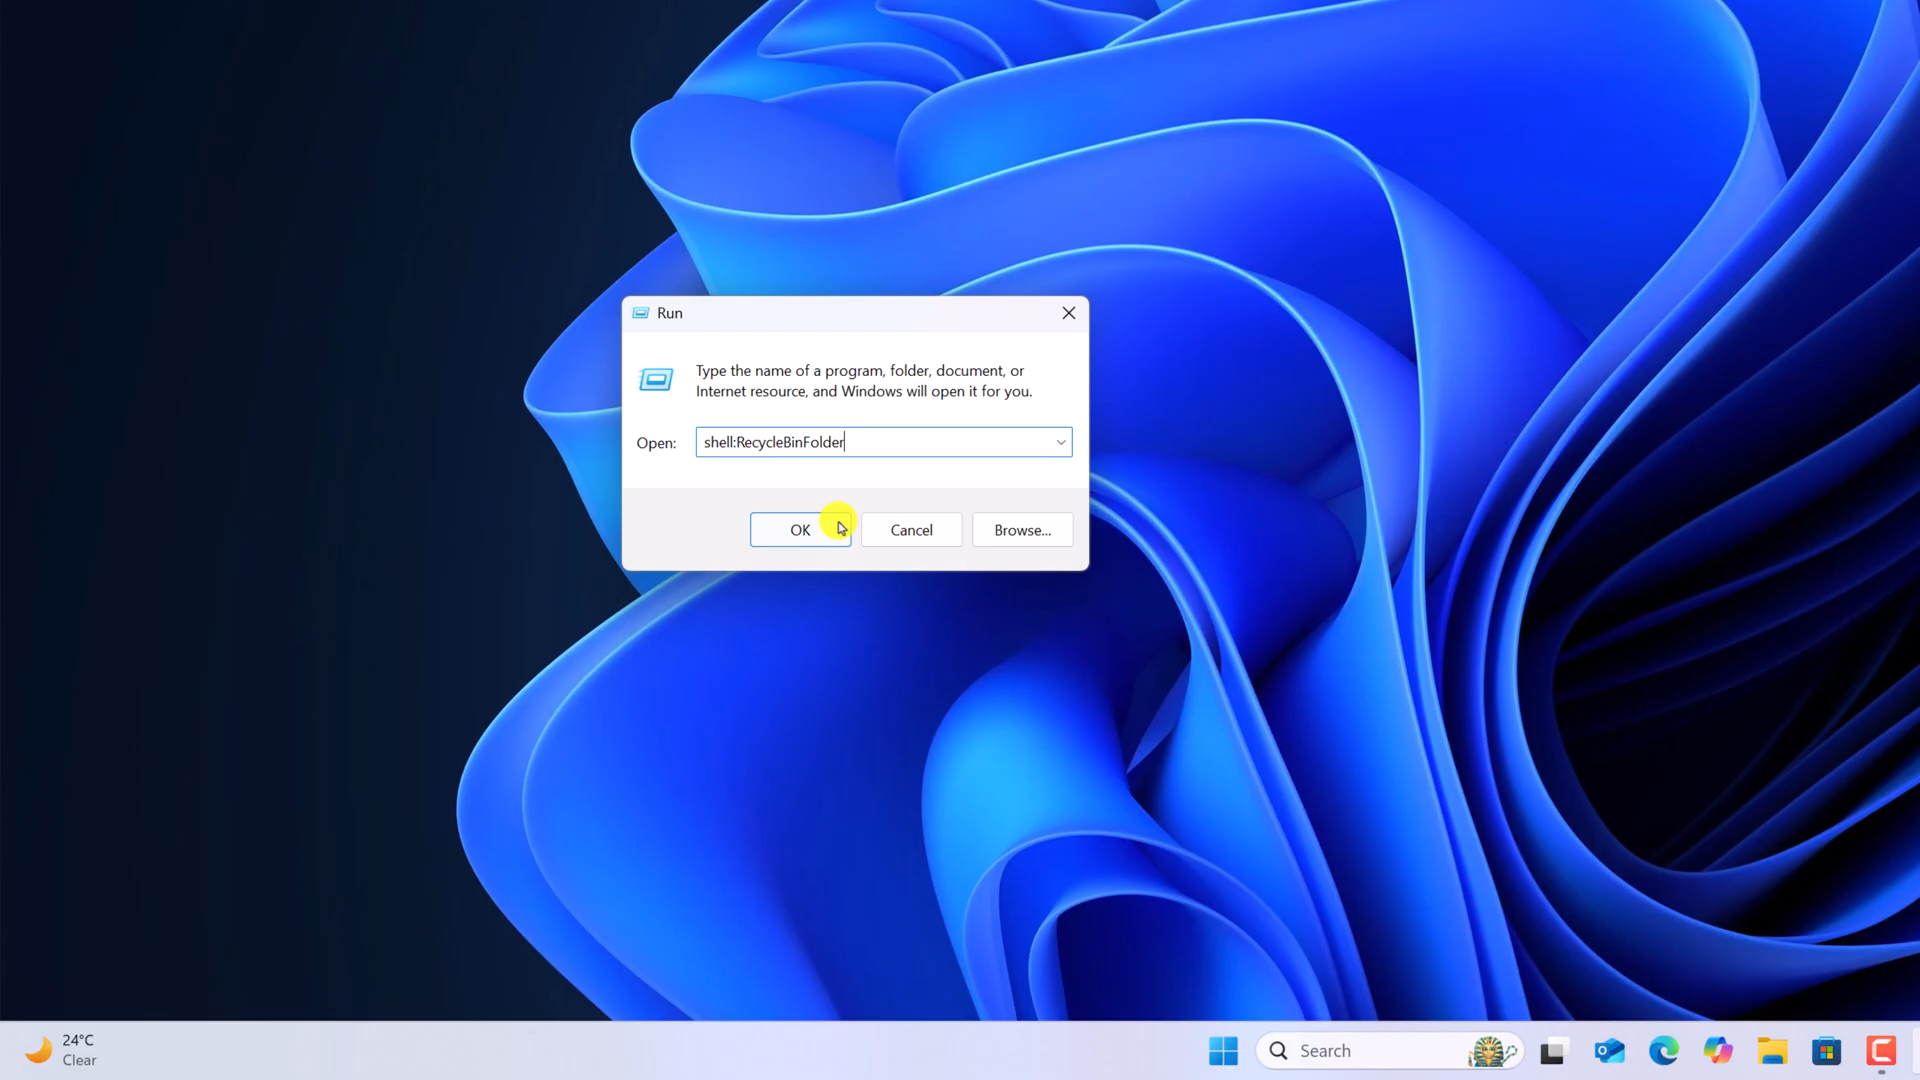 Run
Type the name of a program, folder, document, or
Internet resource, and Windows will open it for you.
Open:
shell:RecycleBinFolder
OK
Cancel
Browse...
24°C
Clear
Search